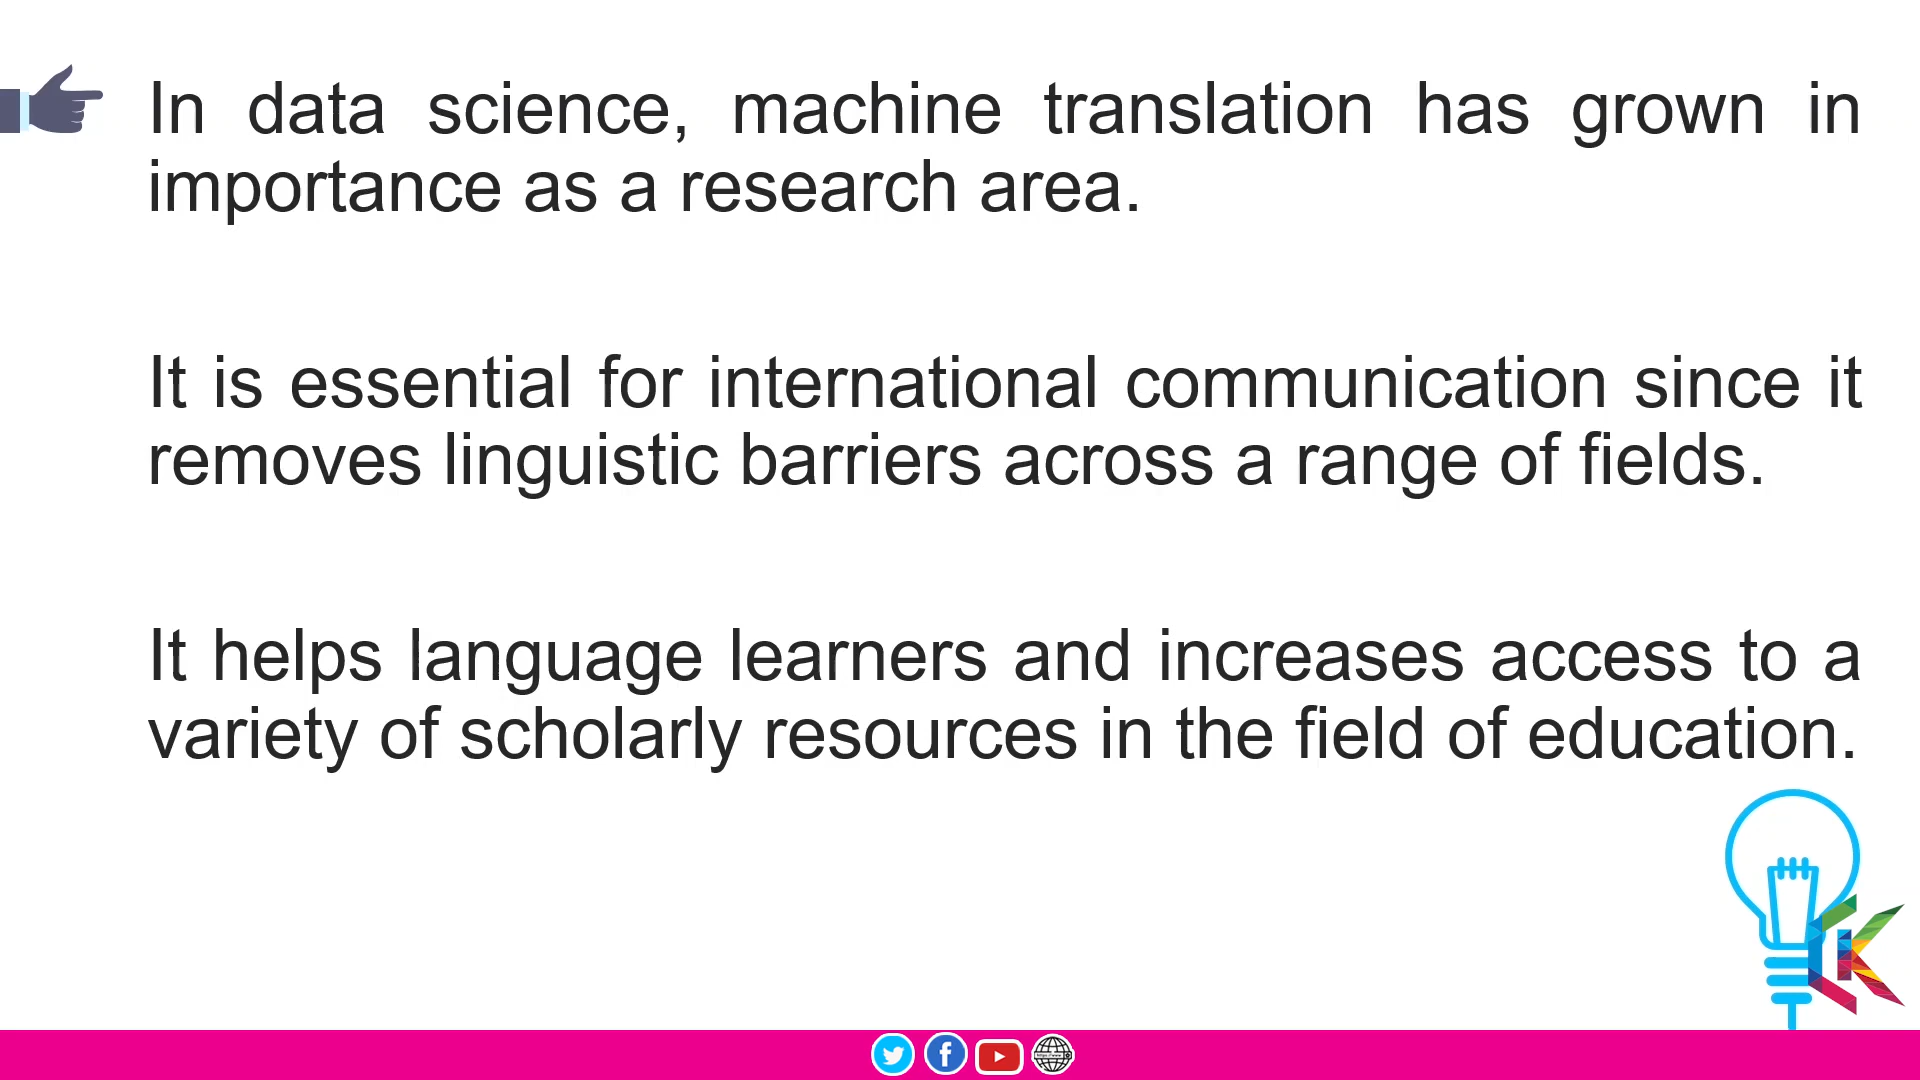 In data science, machine translation has grown in
importance as a research area.
It is essential for international communication since it
removes linguistic barriers across a range of fields.
It helps language learners and increases access to a
variety of scholarly resources in the field of education.